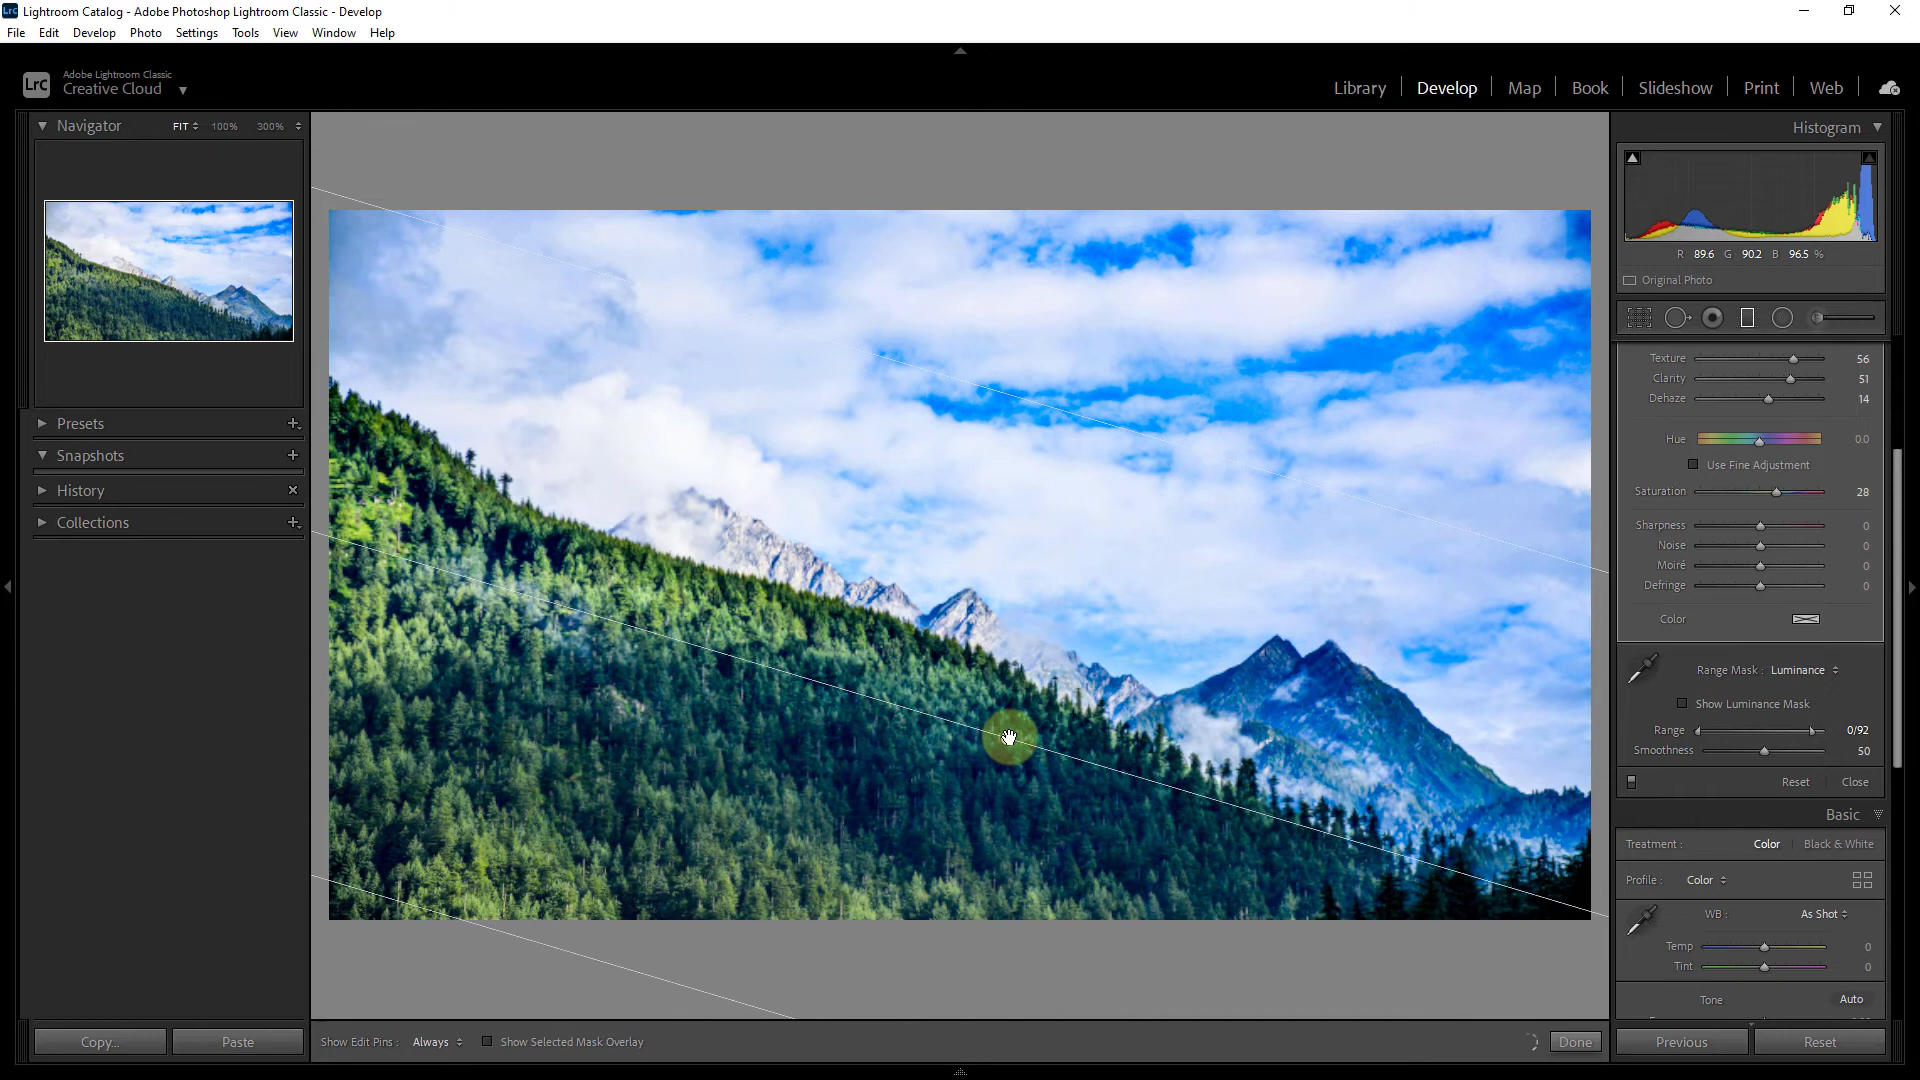 Lrc Lightroom Catalog - Adobe Photoshop Lightroom Classic - Develop
File Edit Develop Photo Settings Tools View Window Help
LrC Adobe Lightroom Classic
Creative Cloud
Library Develop Map Book Slideshow Print Web
Navigator FIT 100% 300%
Presets
Snapshots
History
Collections
Copy... Paste
Show Edit Pins : Always Show Selected Mask Overlay Done
Histogram
R 89.6 G 90.2 B 96.5 %
Original Photo
Texture 56
Clarity 51
Dehaze 14
Hue 0.0
Use Fine Adjustment
Saturation 28
Sharpness 0
Noise 0
Moiré 0
Defringe 0
Color
Range Mask : Luminance
Show Luminance Mask
Range 0/92
Smoothness 50
Reset Close
Basic
Treatment : Color Black & White
Profile : Color
WB : As Shot
Temp 0
Tint 0
Tone Auto
Previous Reset